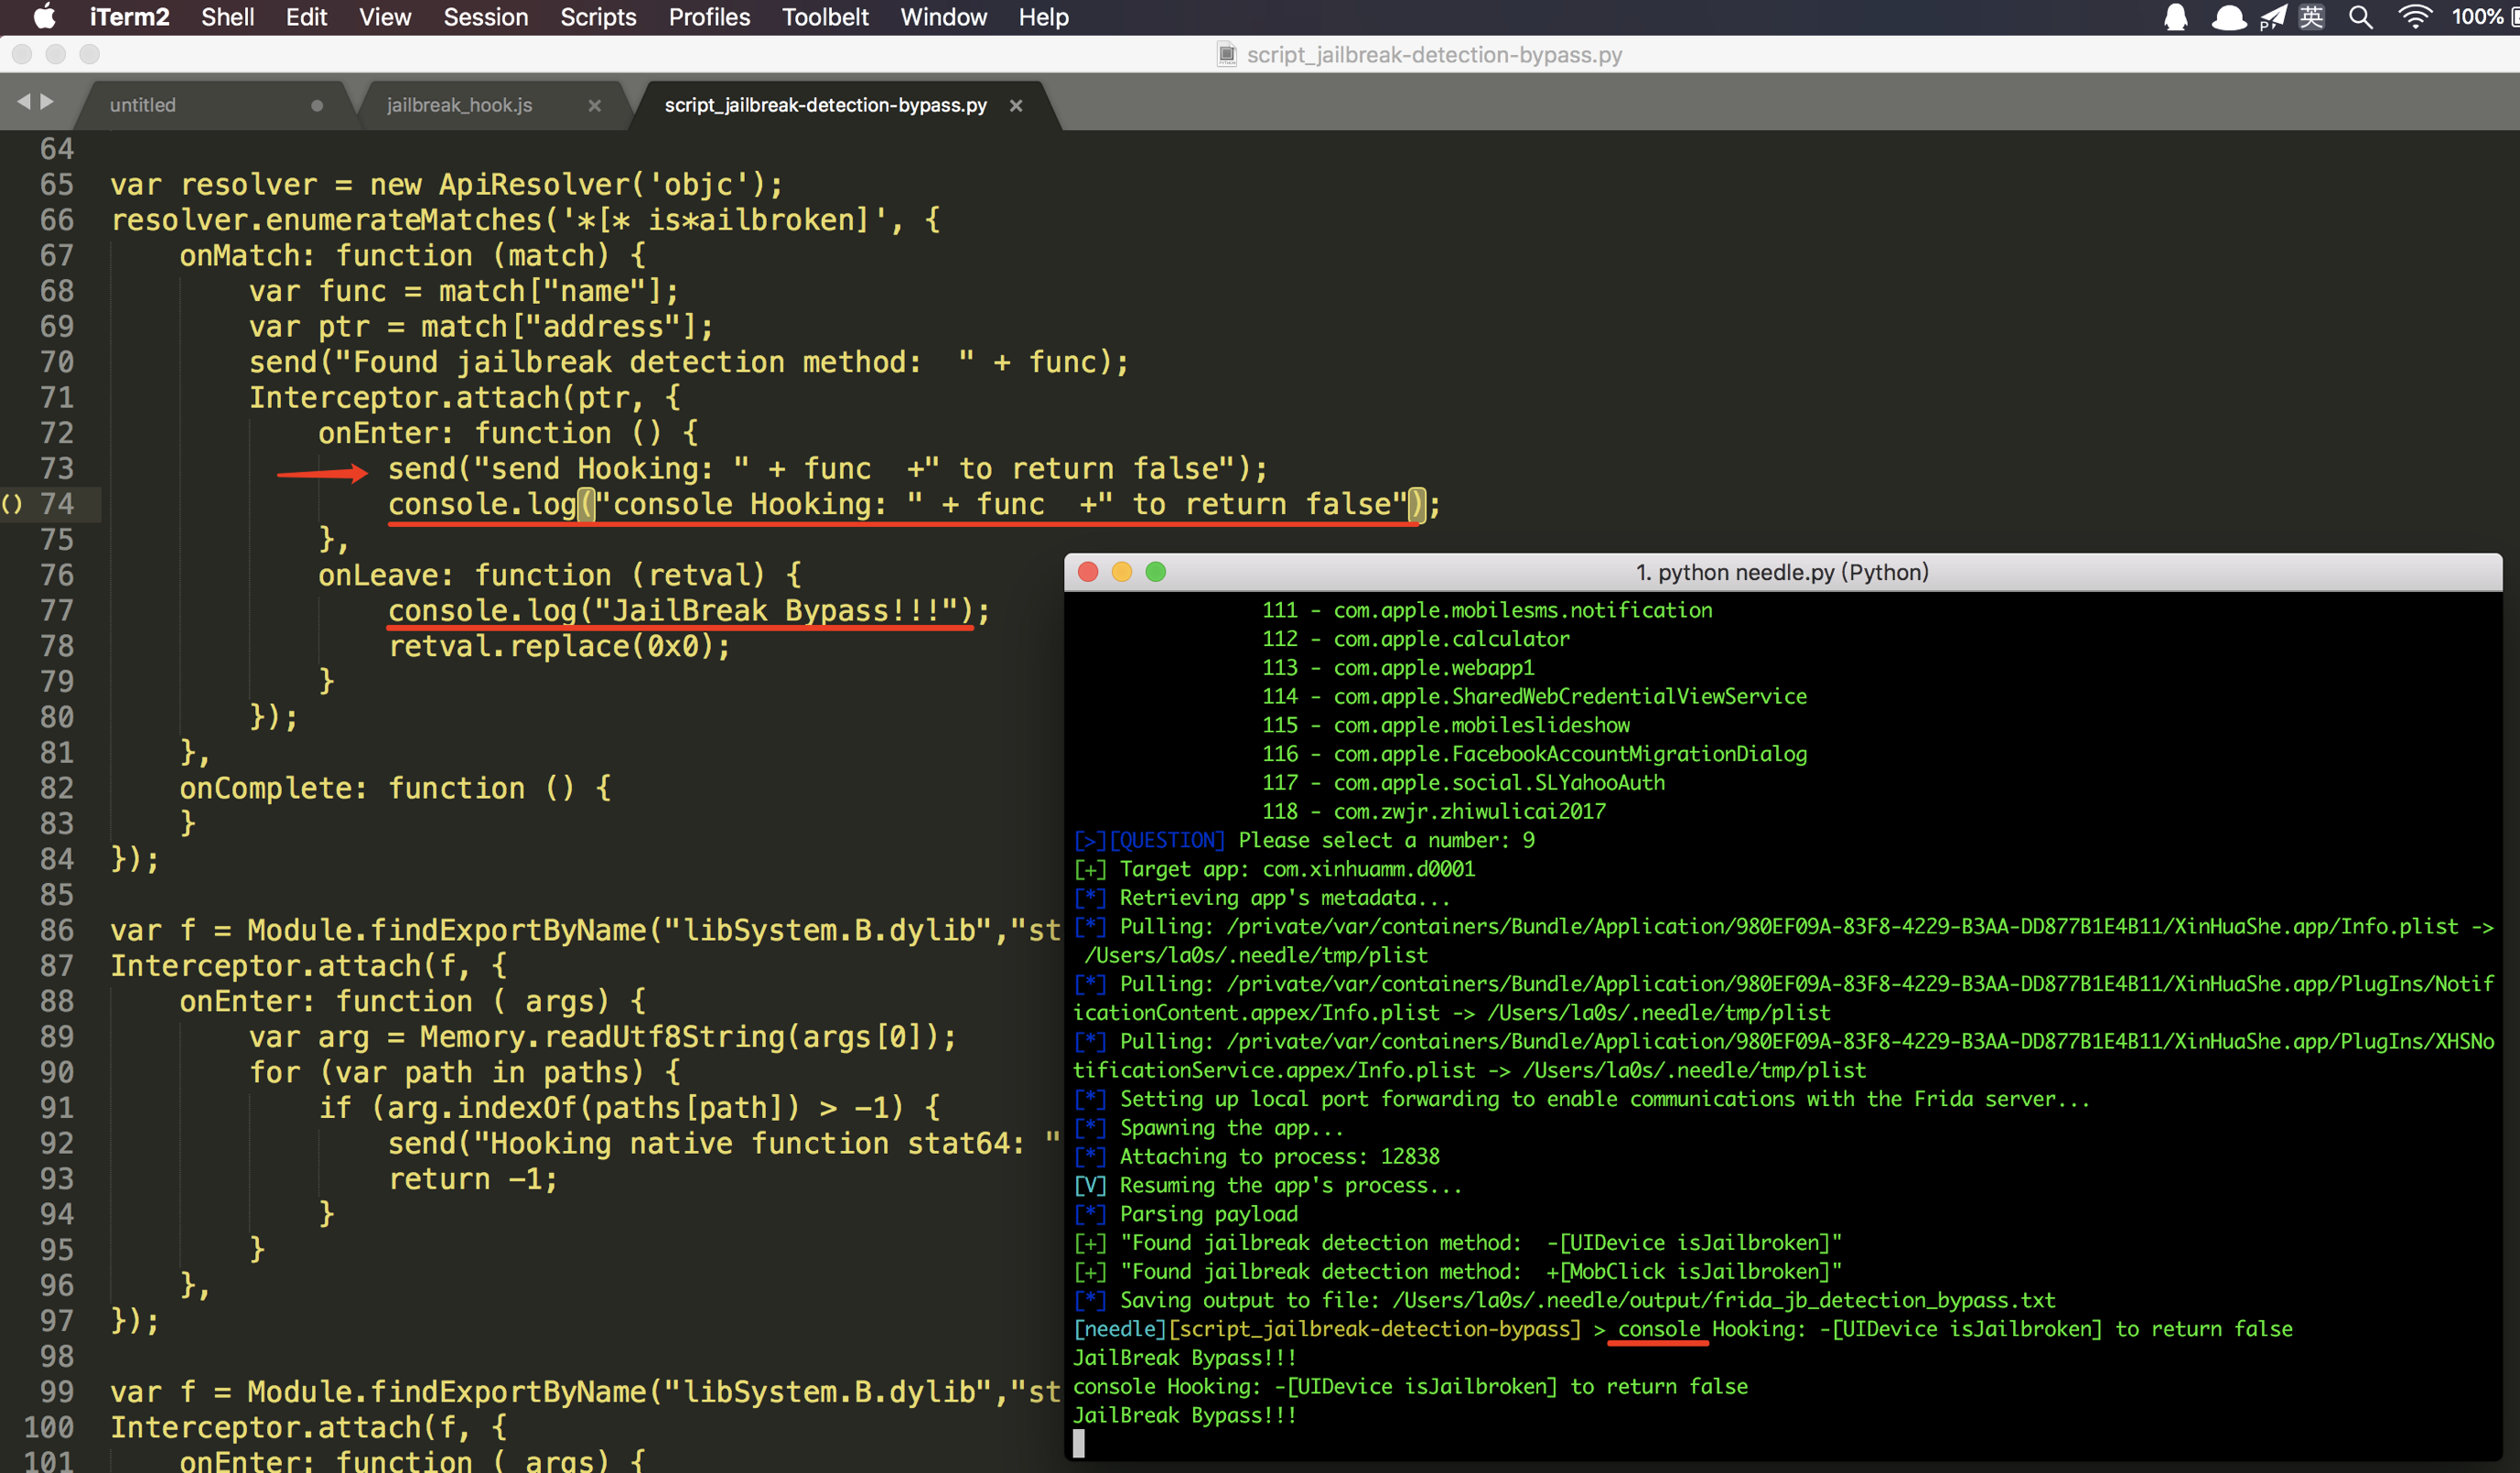 iTerm2 Shell Edit View Session Scripts Profiles Toolbelt Window Help 英 100%
script_jailbreak-detection-bypass.py
untitled jailbreak_hook.js script_jailbreak-detection-bypass.py
64
65 var resolver = new ApiResolver('objc');
66 resolver.enumerateMatches('*[* is*ailbroken]', {
67 onMatch: function (match) {
68 var func = match["name"];
69 var ptr = match["address"];
70 send("Found jailbreak detection method:  " + func);
71 Interceptor.attach(ptr, {
72 onEnter: function () {
73 send("send Hooking: " + func  +" to return false");
() 74 console.log("console Hooking: " + func  +" to return false");
75 },
76 onLeave: function (retval) {
77 console.log("JailBreak Bypass!!!");
78 retval.replace(0x0);
79 }
80 });
81 },
82 onComplete: function () {
83 }
84 });
85
86 var f = Module.findExportByName("libSystem.B.dylib","st
87 Interceptor.attach(f, {
88 onEnter: function ( args) {
89 var arg = Memory.readUtf8String(args[0]);
90 for (var path in paths) {
91 if (arg.indexOf(paths[path]) > -1) {
92 send("Hooking native function stat64: "
93 return -1;
94 }
95 }
96 },
97 });
98
99 var f = Module.findExportByName("libSystem.B.dylib","st
100 Interceptor.attach(f, {
101 onEnter: function ( args) {
1. python needle.py (Python)
111 - com.apple.mobilesms.notification
112 - com.apple.calculator
113 - com.apple.webapp1
114 - com.apple.SharedWebCredentialViewService
115 - com.apple.mobileslideshow
116 - com.apple.FacebookAccountMigrationDialog
117 - com.apple.social.SLYahooAuth
118 - com.zwjr.zhiwulicai2017
[>][QUESTION] Please select a number: 9
[+] Target app: com.xinhuamm.d0001
[*] Retrieving app's metadata...
[*] Pulling: /private/var/containers/Bundle/Application/980EF09A-83F8-4229-B3AA-DD877B1E4B11/XinHuaShe.app/Info.plist ->
/Users/la0s/.needle/tmp/plist
[*] Pulling: /private/var/containers/Bundle/Application/980EF09A-83F8-4229-B3AA-DD877B1E4B11/XinHuaShe.app/PlugIns/Notif
icationContent.appex/Info.plist -> /Users/la0s/.needle/tmp/plist
[*] Pulling: /private/var/containers/Bundle/Application/980EF09A-83F8-4229-B3AA-DD877B1E4B11/XinHuaShe.app/PlugIns/XHSNo
tificationService.appex/Info.plist -> /Users/la0s/.needle/tmp/plist
[*] Setting up local port forwarding to enable communications with the Frida server...
[*] Spawning the app...
[*] Attaching to process: 12838
[V] Resuming the app's process...
[*] Parsing payload
[+] "Found jailbreak detection method:  -[UIDevice isJailbroken]"
[+] "Found jailbreak detection method:  +[MobClick isJailbroken]"
[*] Saving output to file: /Users/la0s/.needle/output/frida_jb_detection_bypass.txt
[needle][script_jailbreak-detection-bypass] > console Hooking: -[UIDevice isJailbroken] to return false
JailBreak Bypass!!!
console Hooking: -[UIDevice isJailbroken] to return false
JailBreak Bypass!!!